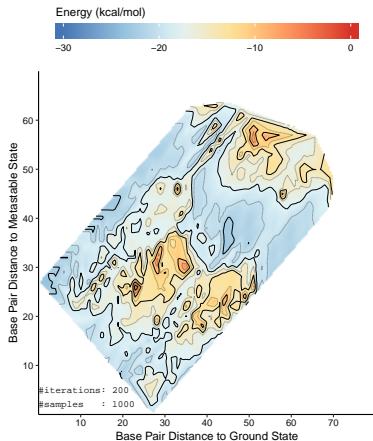 Energy (kcal/mol)
−30 −20 −10 0
Base Pair Distance to Metastable State
60
50
40
30
20
10
#iterations: 200
#samples   : 1000
0 10 20 30 40 50 60 70
Base Pair Distance to Ground State